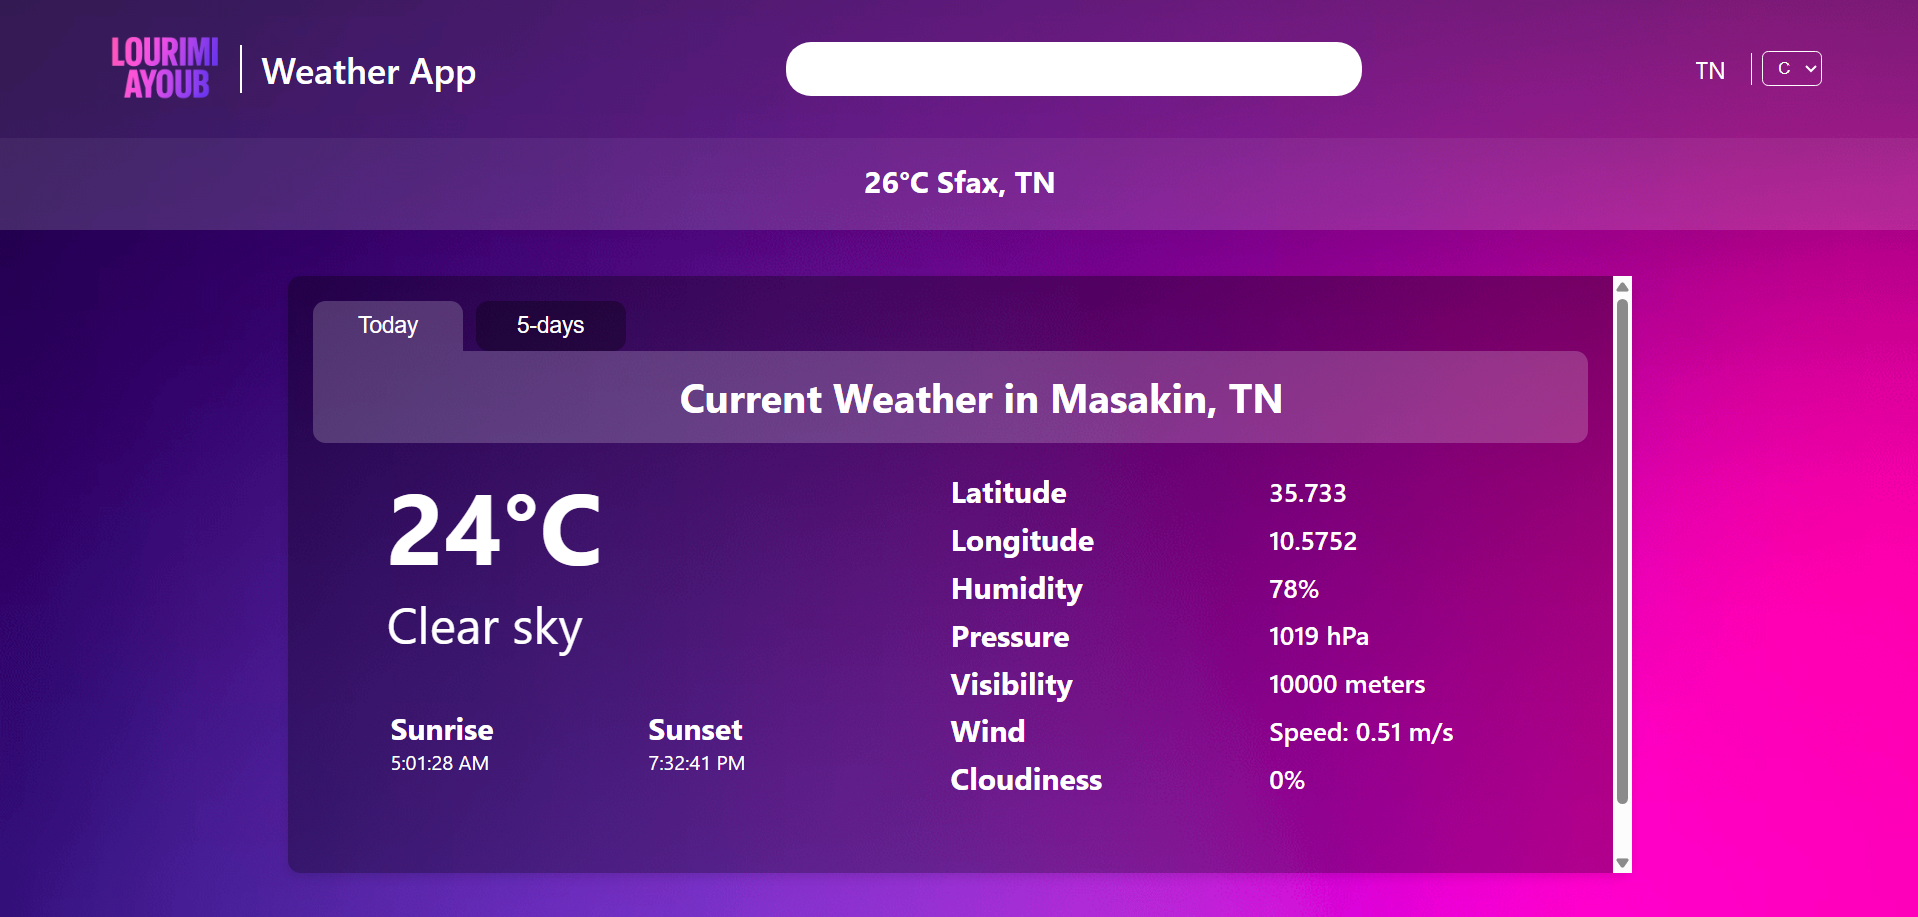 LOURIMI
AYOUB
Weather App
TN
C
26°C Sfax, TN
Today
5-days
Current Weather in Masakin, TN
24°C
Clear sky
Sunrise
5:01:28 AM
Sunset
7:32:41 PM
Latitude 35.733
Longitude 10.5752
Humidity 78%
Pressure 1019 hPa
Visibility 10000 meters
Wind Speed: 0.51 m/s
Cloudiness 0%